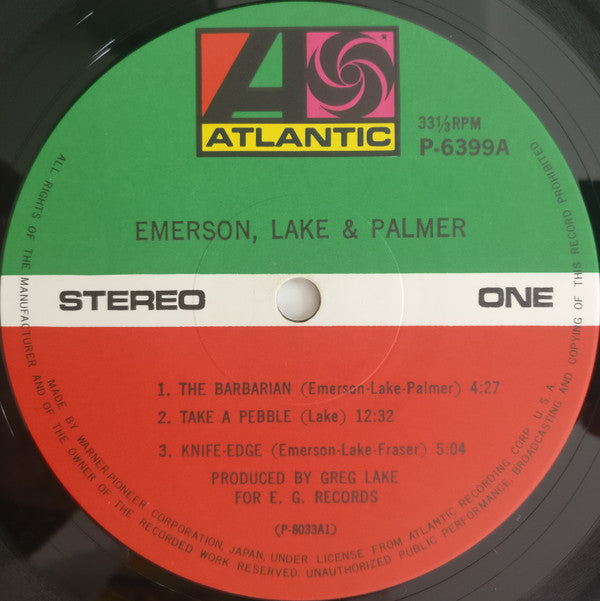 ATLANTIC
33⅓RPM
P-6399A
EMERSON, LAKE & PALMER
STEREO
ONE
1. THE BARBARIAN (Emerson-Lake-Palmer) 4:27
2. TAKE A PEBBLE (Lake) 12:32
3. KNIFE-EDGE (Emerson-Lake-Fraser) 5:04
PRODUCED BY GREG LAKE
FOR E. G. RECORDS
(P-8033A1)
MADE BY WARNER-PIONEER CORPORATION, JAPAN, UNDER LICENSE FROM ATLANTIC RECORDING CORP. U. S. A.
ALL RIGHTS OF THE MANUFACTURER AND OF THE OWNER OF THE RECORDED WORK RESERVED. UNAUTHORIZED PUBLIC PERFORMANCE, BROADCASTING AND COPYING OF THIS RECORD PROHIBITED.